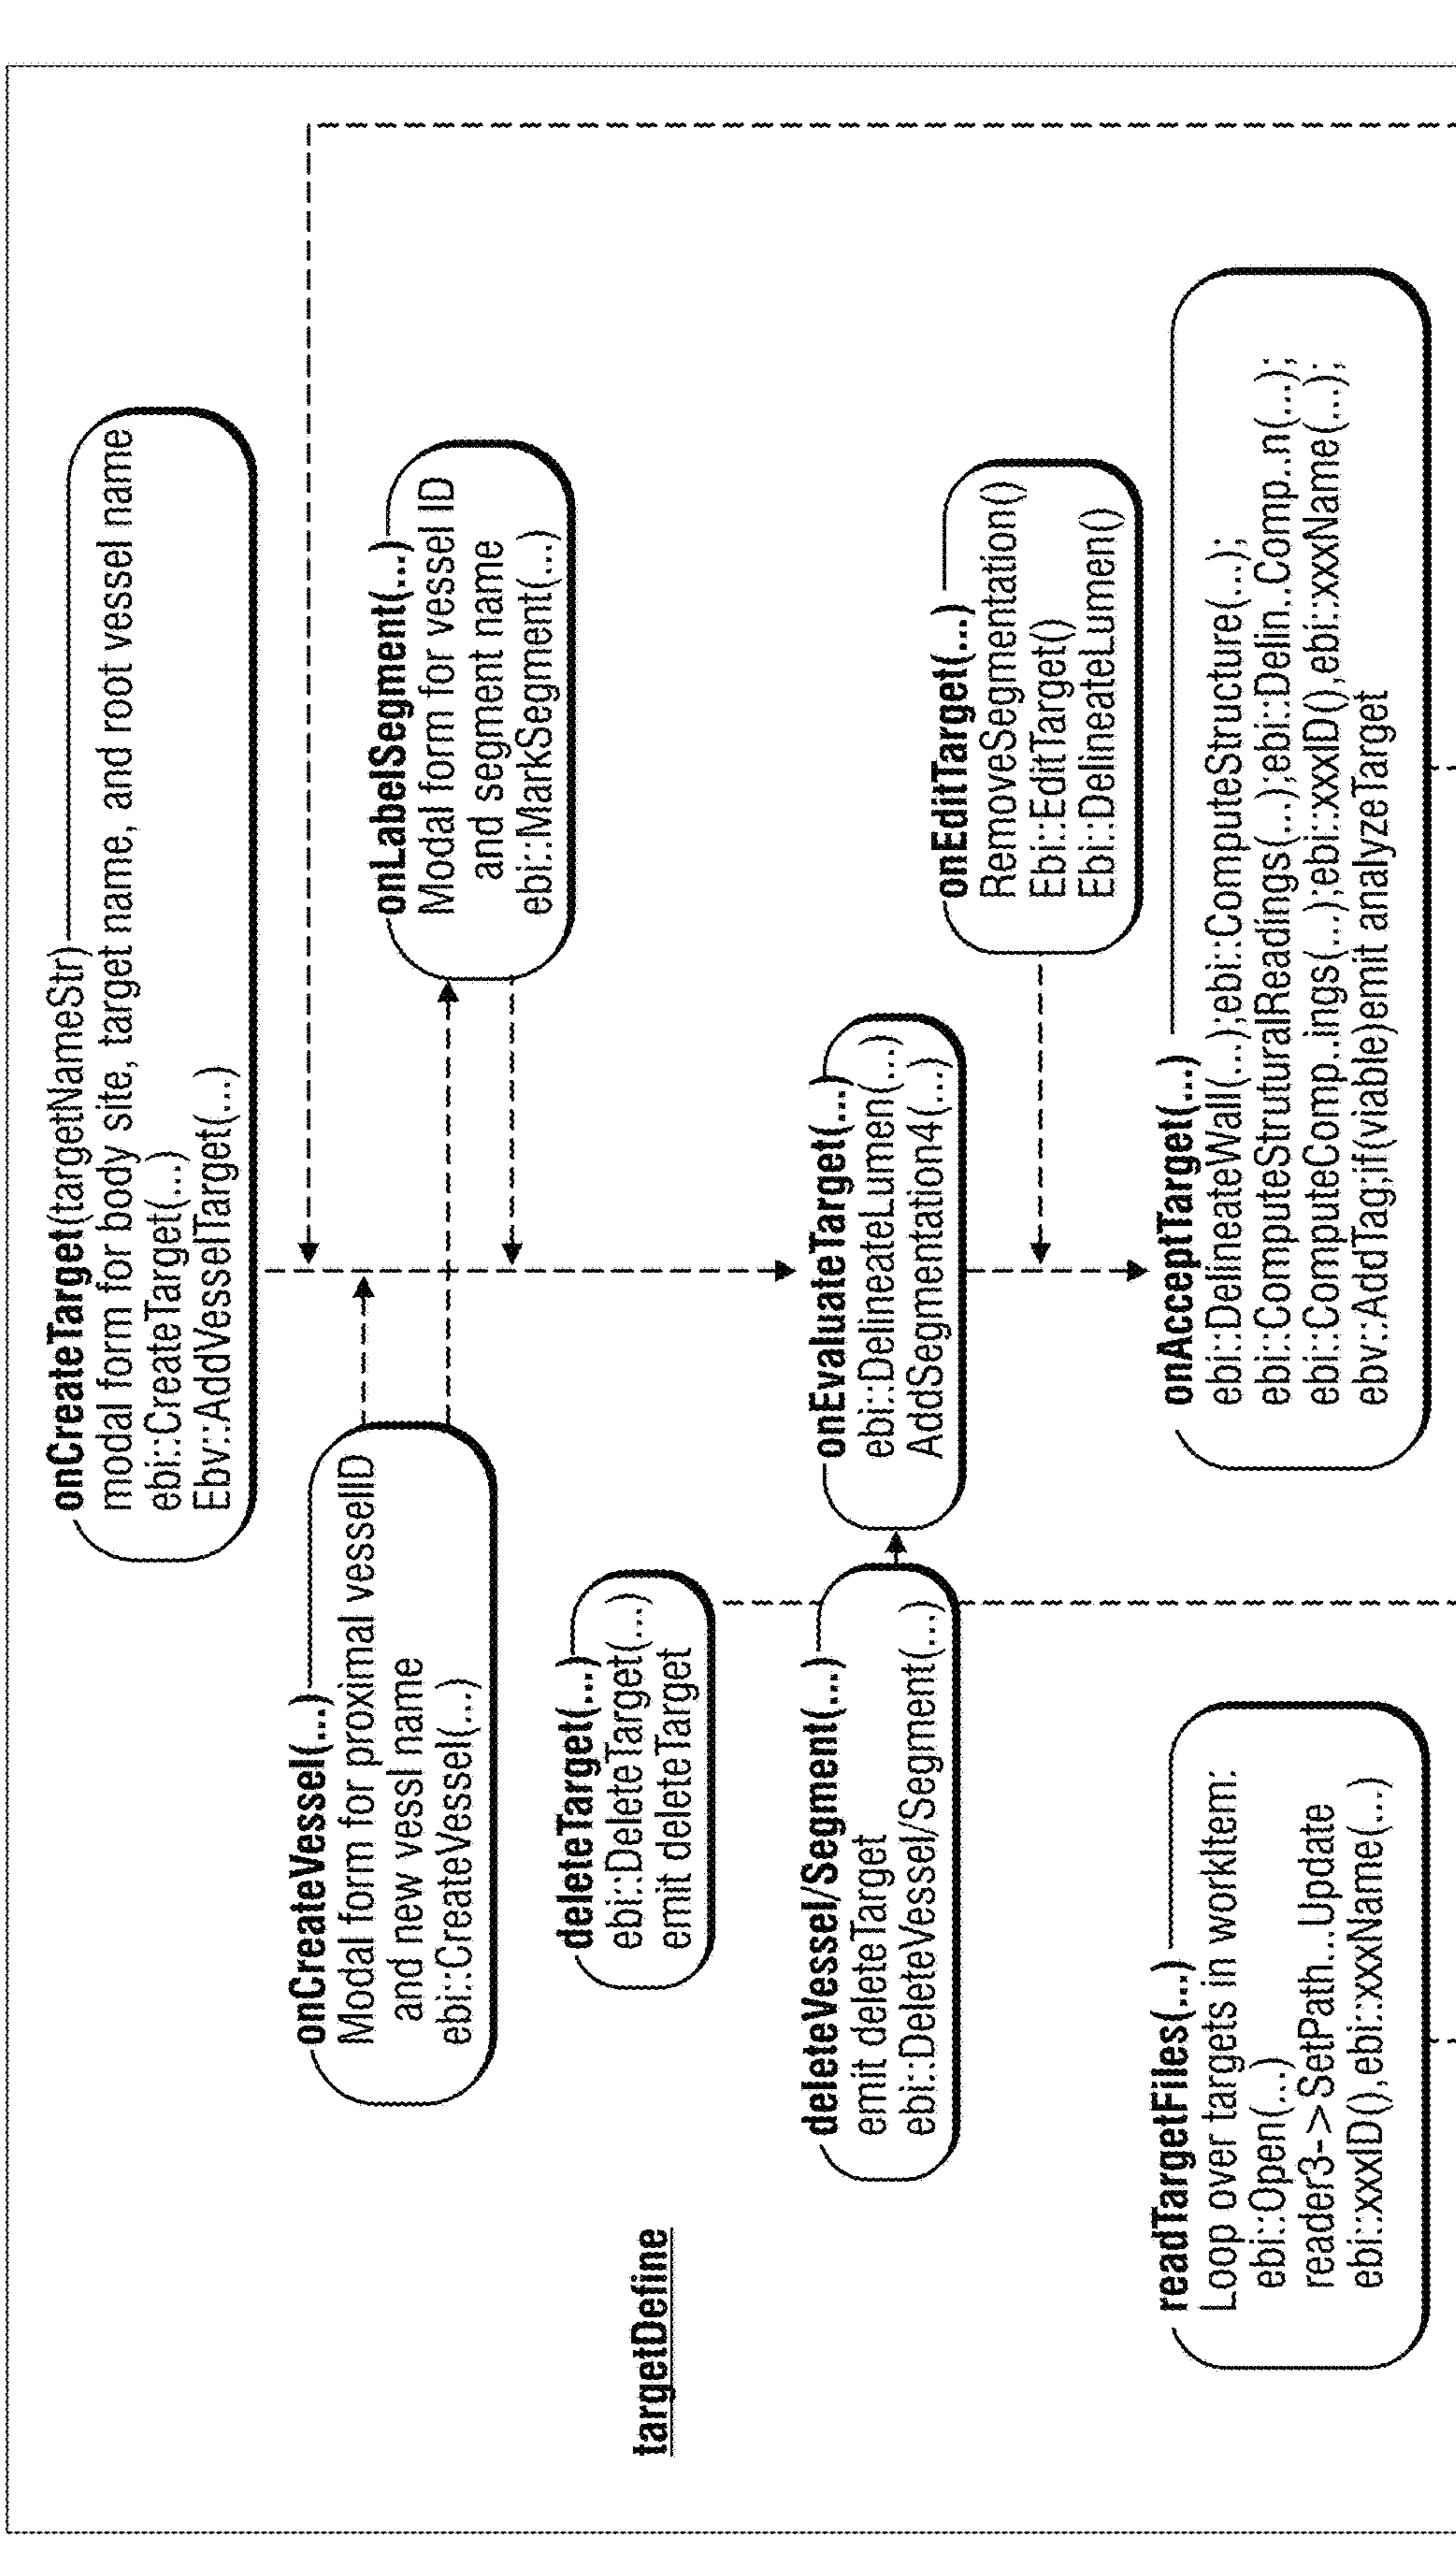 onCreateTarget(targetNameStr)
modal form for body site, target name, and root vessel name
ebi::CreateTarget(...)
Ebv::AddVesselTarget(...)
onCreateVessel(...)
Modal form for proximal vesselID
and new vessl name
ebi::CreateVessel(...)
onLabelSegment(...)
Modal form for vessel ID
and segment name
ebi::MarkSegment(...)
deleteTarget(...)
ebi::DeleteTarget(...)
emit deleteTarget
targetDefine
deleteVessel/Segment(...)
emit deleteTarget
ebi::DeleteVessel/Segment(...)
onEvaluateTarget(...)
ebi::DelineateLumen(...)
AddSegmentation4(...)
onEditTarget(...)
RemoveSegmentation()
Ebi::EditTarget()
Ebi::DelineateLumen()
readTargetFiles(...)
Loop over targets in workItem:
ebi::Open(...)
reader3->SetPath...Update
ebi::xxxID(),ebi::xxxName(...)
onAcceptTarget(...)
ebi::DelineateWall(...);ebi::ComputeStructure(...);
ebi::ComputeStruturalReadings(...);ebi::Delin..Comp..n(...);
ebi::ComputeComp..ings(...);ebi::xxxID(),ebi::xxxName(...);
ebv::AddTag;if(viable)emit analyzeTarget